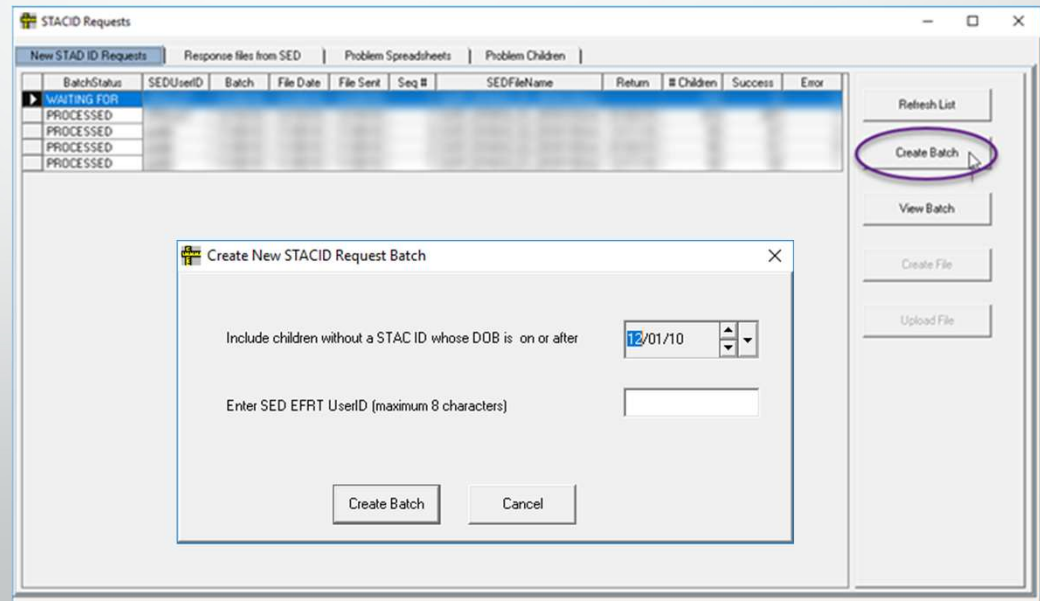 STACID Requests
New STAD ID Requests Response files from SED Problem Spreadsheets Problem Children
BatchStatus SEDUserID Batch File Date File Sent Seq # SEDFileName Return # Children Success Error
WAITING FOR
PROCESSED
PROCESSED
PROCESSED
PROCESSED
Refresh List
Create Batch
View Batch
Create File
Upload File
Create New STACID Request Batch
Include children without a STAC ID whose DOB is on or after 12/01/10
Enter SED EFRT UserID (maximum 8 characters)
Create Batch Cancel